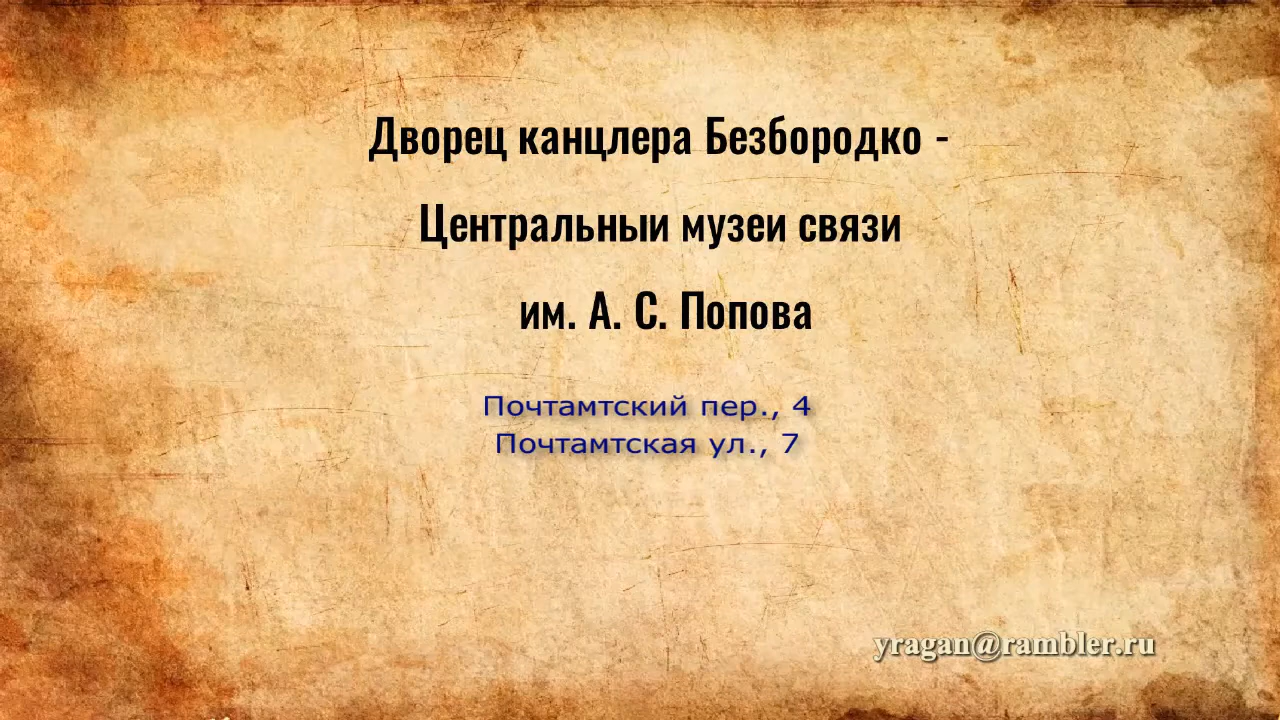 Дворец канцлера Безбородко -
Центральныи музеи связи
им. А. С. Попова
Почтамтский пер., 4
Почтамтская ул., 7
yragan@rambler.ru